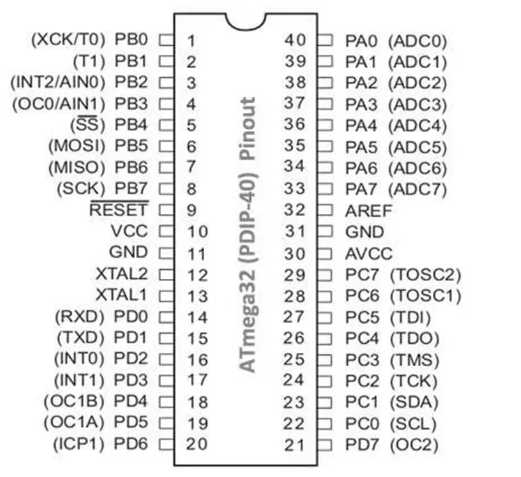 (XCK/T0) PB0 1 40 PA0 (ADC0)
(T1) PB1 2 39 PA1 (ADC1)
(INT2/AIN0) PB2 3 38 PA2 (ADC2)
(OC0/AIN1) PB3 4 37 PA3 (ADC3)
(SS) PB4 5 36 PA4 (ADC4)
(MOSI) PB5 6 35 PA5 (ADC5)
(MISO) PB6 7 34 PA6 (ADC6)
(SCK) PB7 8 33 PA7 (ADC7)
RESET 9 32 AREF
VCC 10 31 GND
GND 11 30 AVCC
XTAL2 12 29 PC7 (TOSC2)
XTAL1 13 28 PC6 (TOSC1)
(RXD) PD0 14 27 PC5 (TDI)
(TXD) PD1 15 26 PC4 (TDO)
(INT0) PD2 16 25 PC3 (TMS)
(INT1) PD3 17 24 PC2 (TCK)
(OC1B) PD4 18 23 PC1 (SDA)
(OC1A) PD5 19 22 PC0 (SCL)
(ICP1) PD6 20 21 PD7 (OC2)
ATmega32 (PDIP-40) Pinout